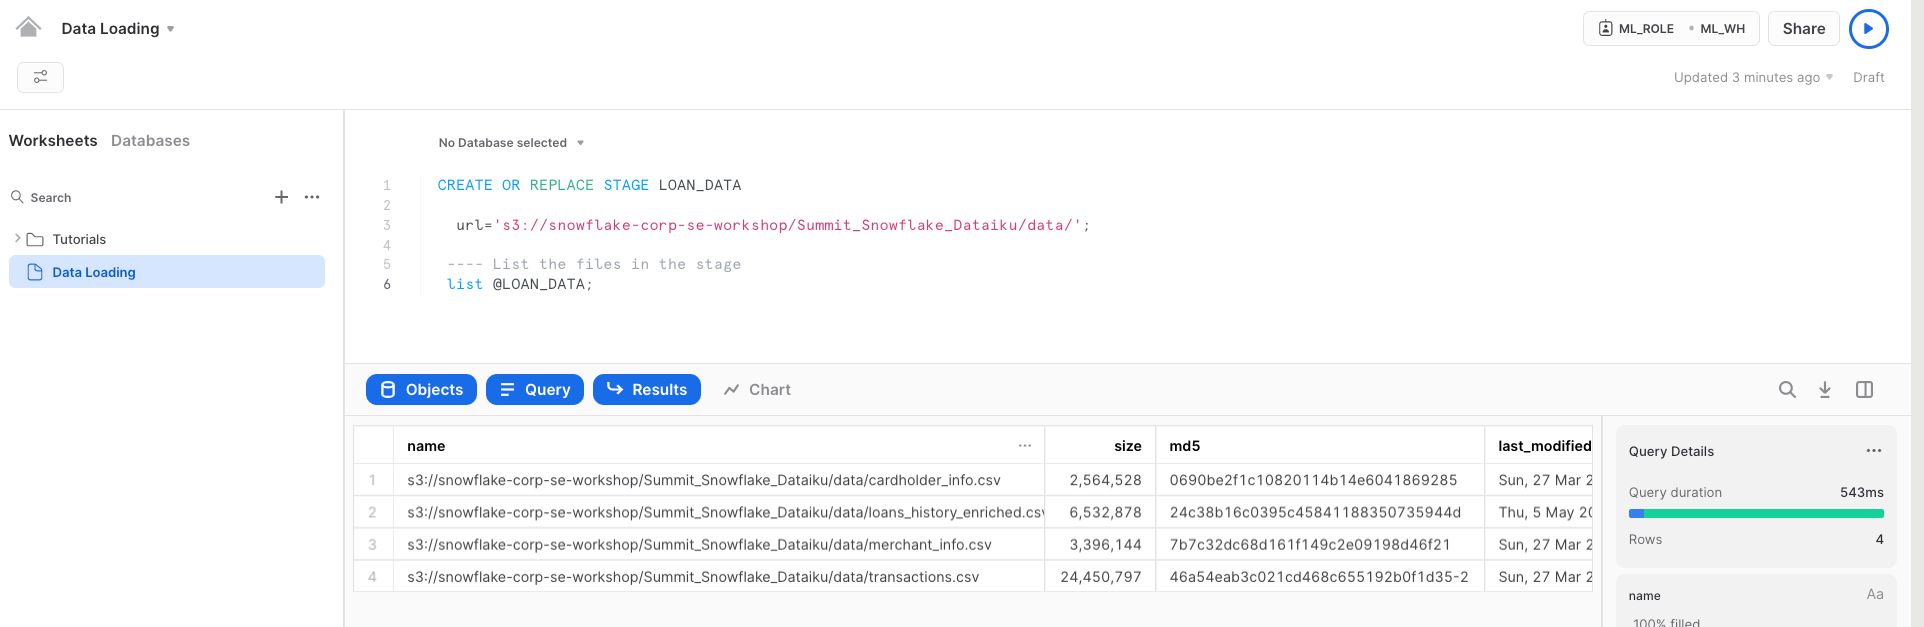 Data Loading
ML_ROLE • ML_WH
Share
Updated 3 minutes ago
Draft
Worksheets Databases
Search
Tutorials
Data Loading
No Database selected
1 CREATE OR REPLACE STAGE LOAN_DATA
2
3 url='s3://snowflake-corp-se-workshop/Summit_Snowflake_Dataiku/data/';
4
5 ---- List the files in the stage
6 list @LOAN_DATA;
Objects Query Results Chart
name ... size md5 last_modified
1 s3://snowflake-corp-se-workshop/Summit_Snowflake_Dataiku/data/cardholder_info.csv 2,564,528 0690be2f1c10820114b14e6041869285 Sun, 27 Mar 2
2 s3://snowflake-corp-se-workshop/Summit_Snowflake_Dataiku/data/loans_history_enriched.csv 6,532,878 24c38b16c0395c45841188350735944d Thu, 5 May 20
3 s3://snowflake-corp-se-workshop/Summit_Snowflake_Dataiku/data/merchant_info.csv 3,396,144 7b7c32dc68d161f149c2e09198d46f21 Sun, 27 Mar 2
4 s3://snowflake-corp-se-workshop/Summit_Snowflake_Dataiku/data/transactions.csv 24,450,797 46a54eab3c021cd468c655192b0f1d35-2 Sun, 27 Mar 2
Query Details ...
Query duration 543ms
Rows 4
name Aa
100% filled